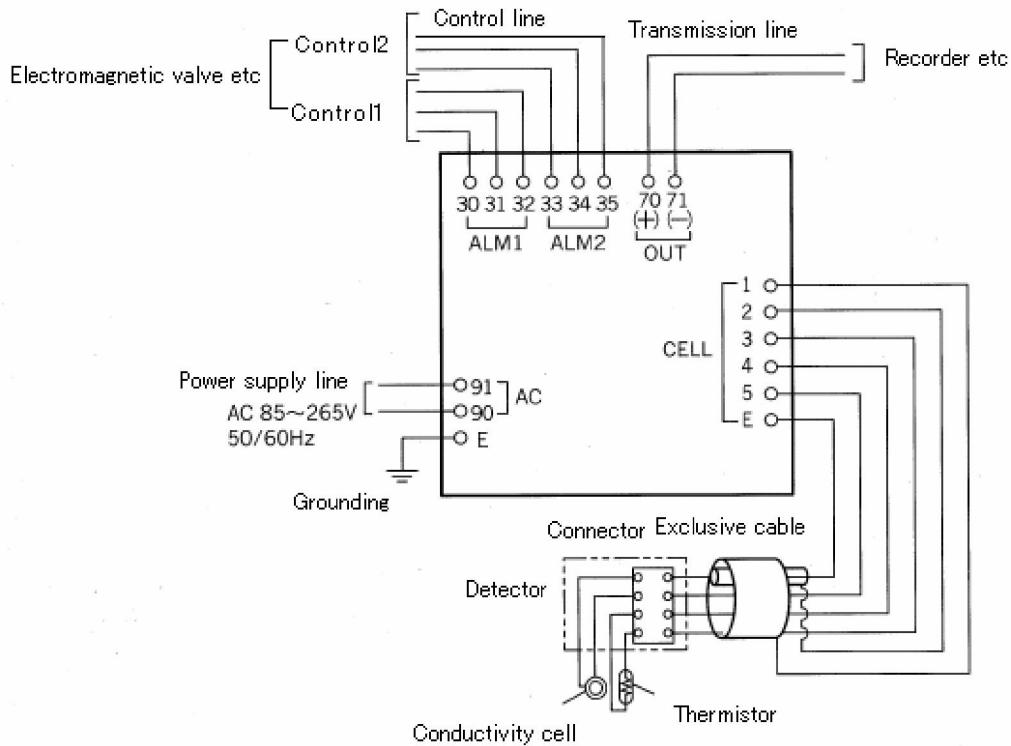 Control line
Control2
Electromagnetic valve etc
Control1
Transmission line
Recorder etc
30 31 32 33 34 35
70 71
(+) (−)
ALM1
ALM2
OUT
CELL
1
2
3
4
5
E
Power supply line
AC 85～265V
50/60Hz
91
90
AC
E
Grounding
Connector
Exclusive cable
Detector
Conductivity cell
Thermistor